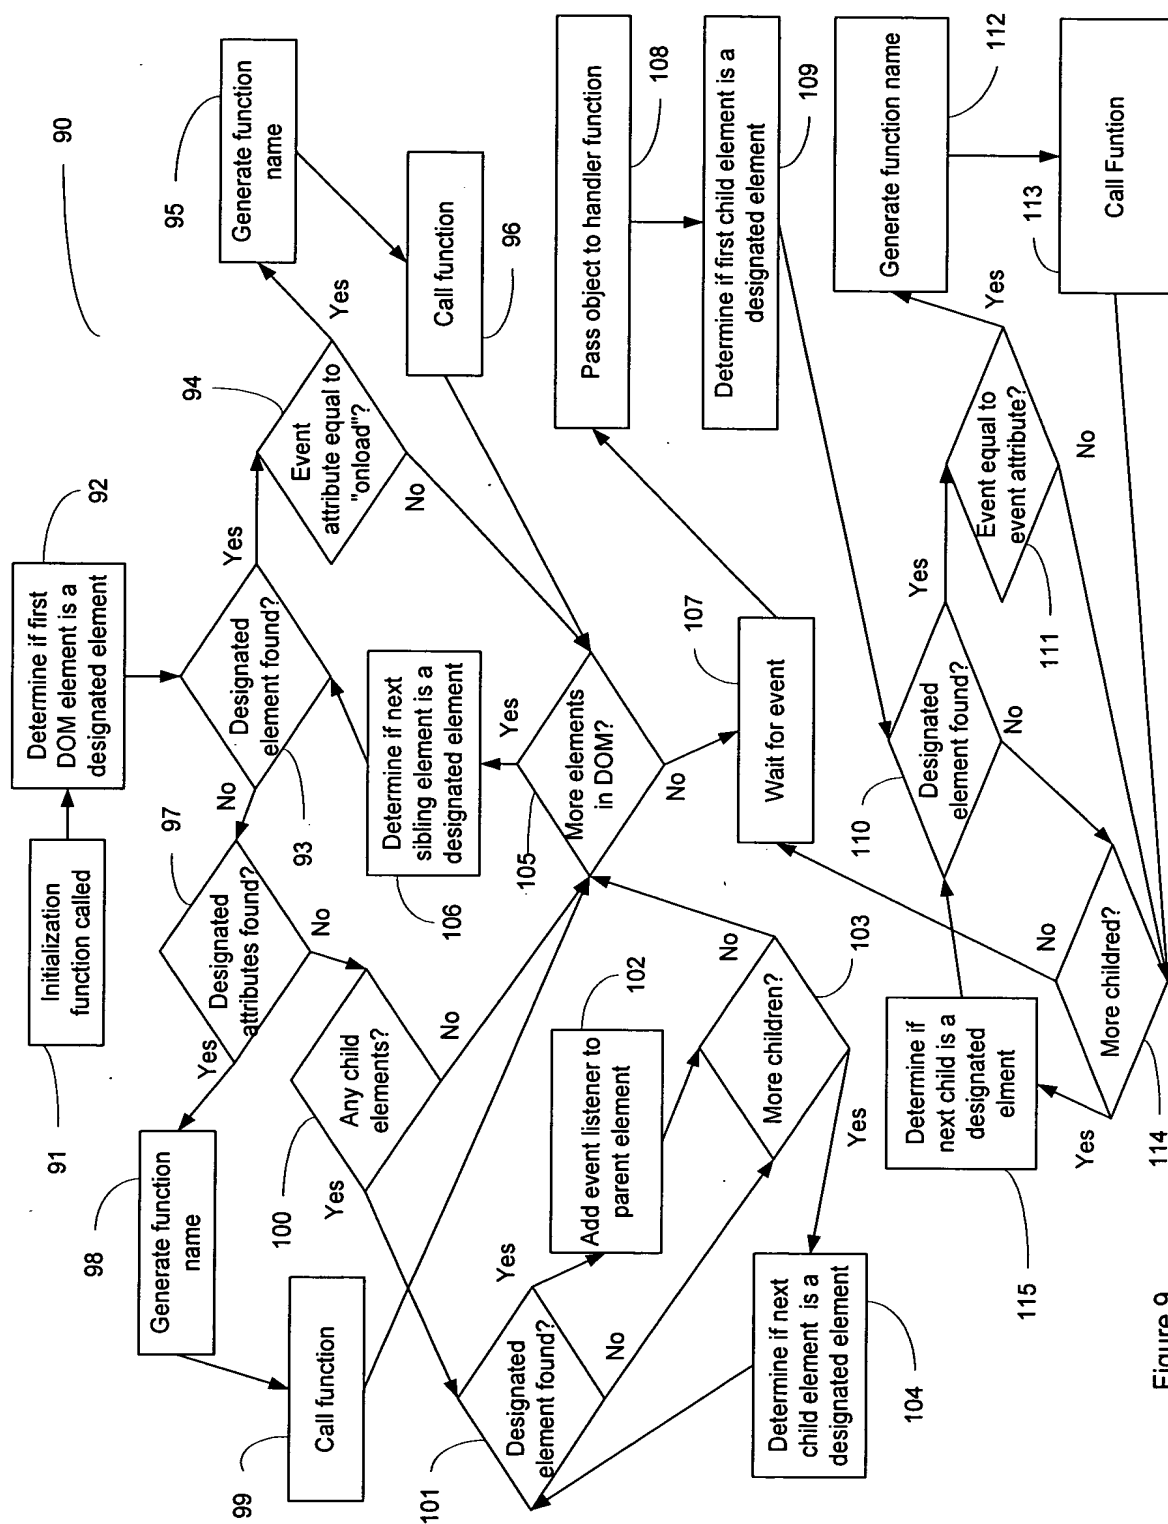 90
91
Initialization
function called
92
Determine if first
DOM element is a
designated element
93
Designated
element found?
Yes
No
94
Event
attribute equal to
"onload"?
Yes
No
95
Generate function
name
96
Call function
97
Designated
attributes found?
Yes
No
98
Generate function
name
99
Call function
100
Any child
elements?
Yes
No
101
Designated
element found?
Yes
No
102
Add event listener to
parent element
103
More children?
No
Yes
104
Determine if next
child element is a
designated element
105
More elements
in DOM?
Yes
No
106
Determine if next
sibling element is a
designated element
107
Wait for event
108
Pass object to handler function
109
Determine if first child element is a
designated element
110
Designated
element found?
Yes
No
111
Event equal to
event attribute?
Yes
No
112
Generate function name
113
Call Funtion
114
More childred?
No
Yes
115
Determine if
next child is a
designated
elment
Figure 9